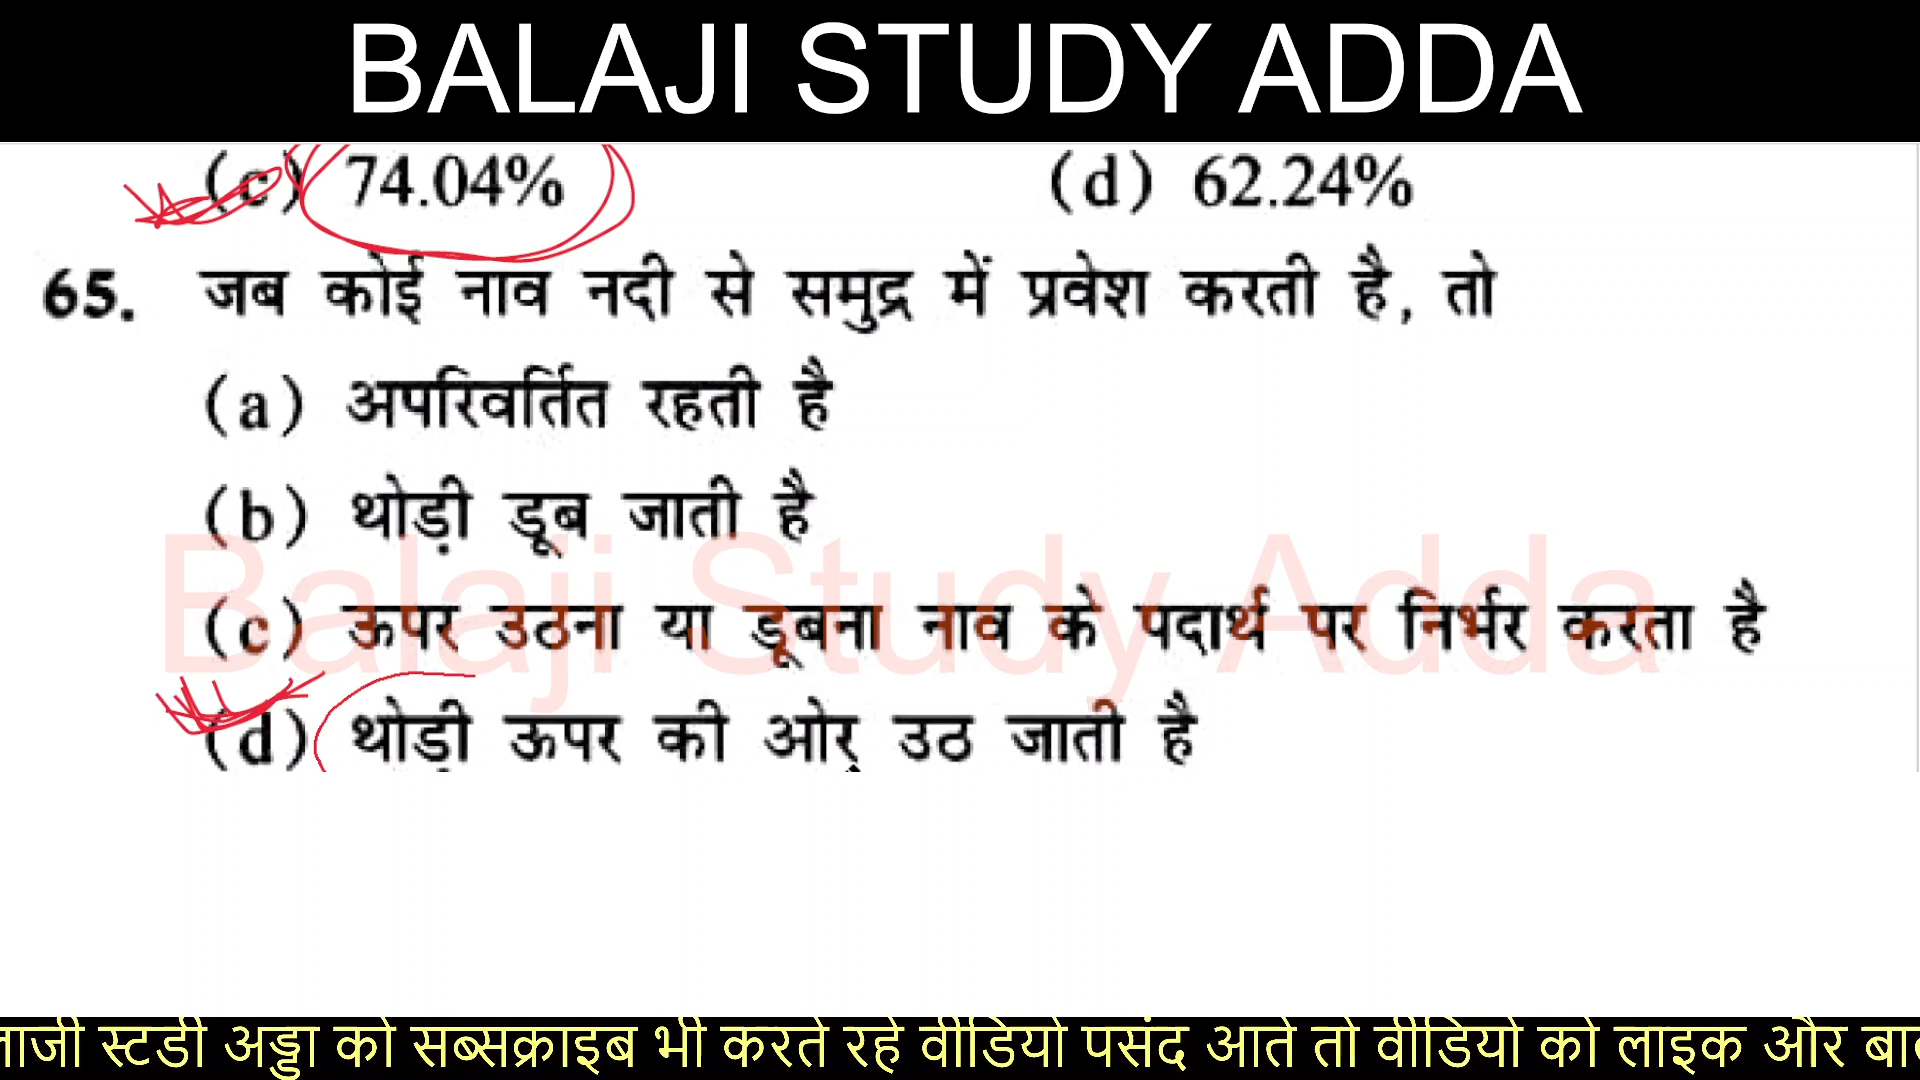 BALAJI STUDY ADDA
(c) 74.04% (d) 62.24%
65. जब कोई नाव नदी से समुद्र में प्रवेश करती है, तो
(a) अपरिवर्तित रहती है
(b) थोड़ी डूब जाती है
Balaji Study Adda
(c) ऊपर उठना या डूबना नाव के पदार्थ पर निर्भर करता है
(d) थोड़ी ऊपर की ओर उठ जाती है
स्टडी अड्डा को सब्सक्राइब भी करते रहे वीडियो पसंद आते तो वीडियो को लाइक और